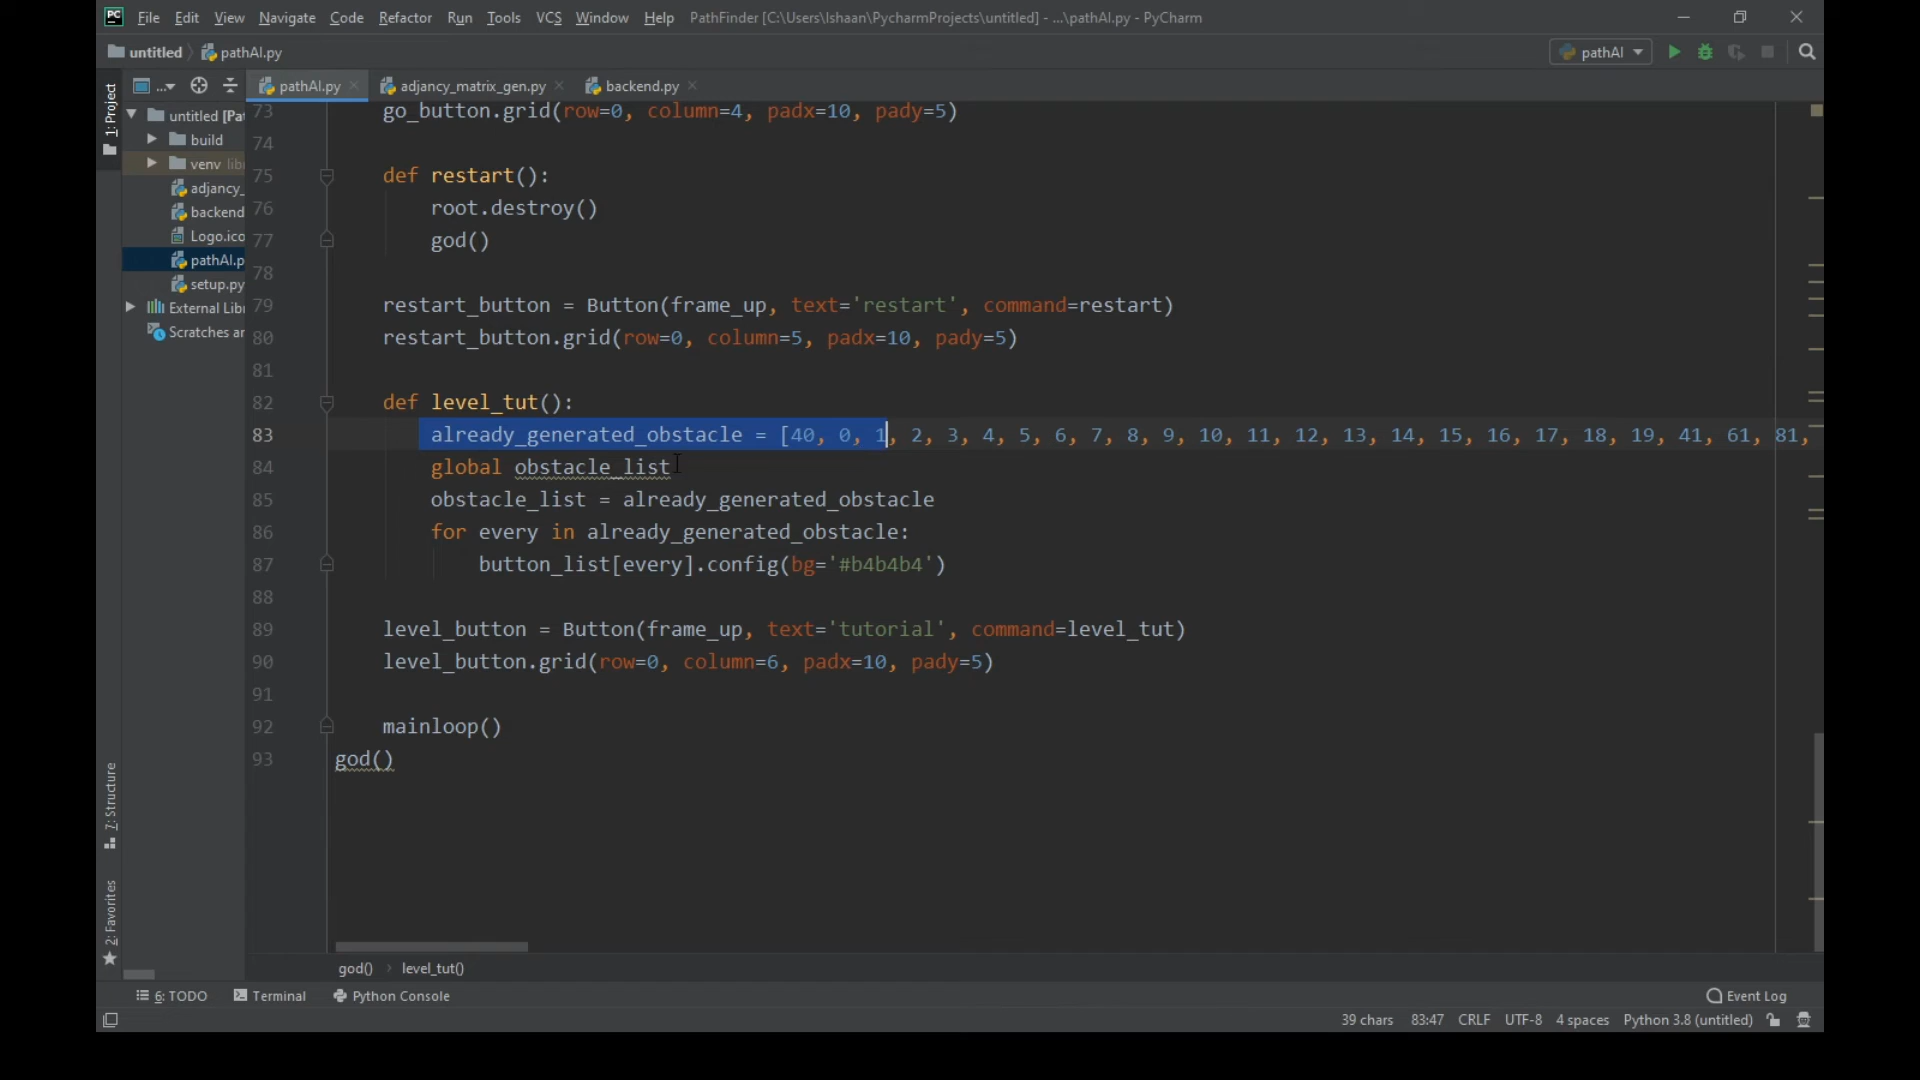 File Edit View Navigate Code Refactor Run Tools VCS Window Help PathFinder [C:\Users\Ishaan\PycharmProjects\untitled] - ...\pathAI.py - PyCharm
untitled pathAI.py pathAI
... pathAI.py adjancy_matrix_gen.py backend.py
1: Project
untitled [Pa
build
venv lib
adjancy_
backend
Logo.ico
pathAI.p
setup.py
External Lib
Scratches an
7: Structure
2: Favorites
73 go_button.grid(row=0, column=4, padx=10, pady=5)
74
75 def restart():
76 root.destroy()
77 god()
78
79 restart_button = Button(frame_up, text='restart', command=restart)
80 restart_button.grid(row=0, column=5, padx=10, pady=5)
81
82 def level_tut():
83 already_generated_obstacle = [40, 0, 1, 2, 3, 4, 5, 6, 7, 8, 9, 10, 11, 12, 13, 14, 15, 16, 17, 18, 19, 41, 61, 81,
84 global obstacle_list
85 obstacle_list = already_generated_obstacle
86 for every in already_generated_obstacle:
87 button_list[every].config(bg='#b4b4b4')
88
89 level_button = Button(frame_up, text='tutorial', command=level_tut)
90 level_button.grid(row=0, column=6, padx=10, pady=5)
91
92 mainloop()
93 god()
god() level_tut()
6: TODO Terminal Python Console Event Log
39 chars 83:47 CRLF UTF-8 4 spaces Python 3.8 (untitled)